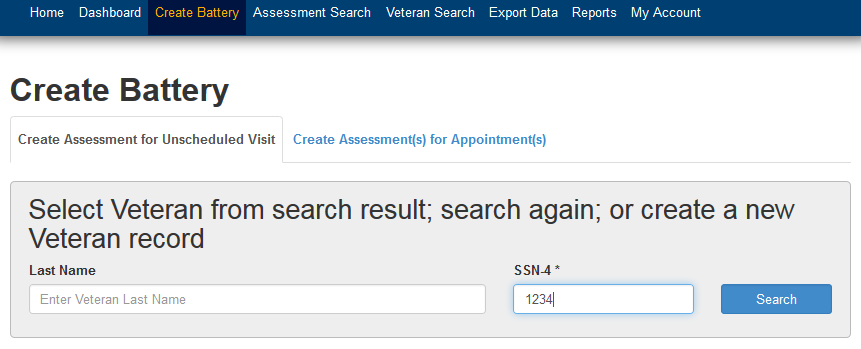 Home Dashboard Create Battery Assessment Search Veteran Search Export Data Reports My Account
Create Battery
Create Assessment for Unscheduled Visit Create Assessment(s) for Appointment(s)
Select Veteran from search result; search again; or create a new
Veteran record
Last Name SSN-4 *
Enter Veteran Last Name 1234 Search